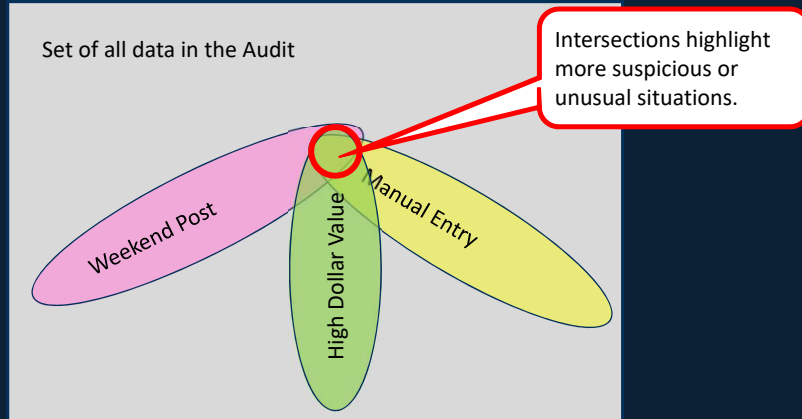 Set of all data in the Audit
Intersections highlight
more suspicious or
unusual situations.
Weekend Post
High Dollar Value
Manual Entry